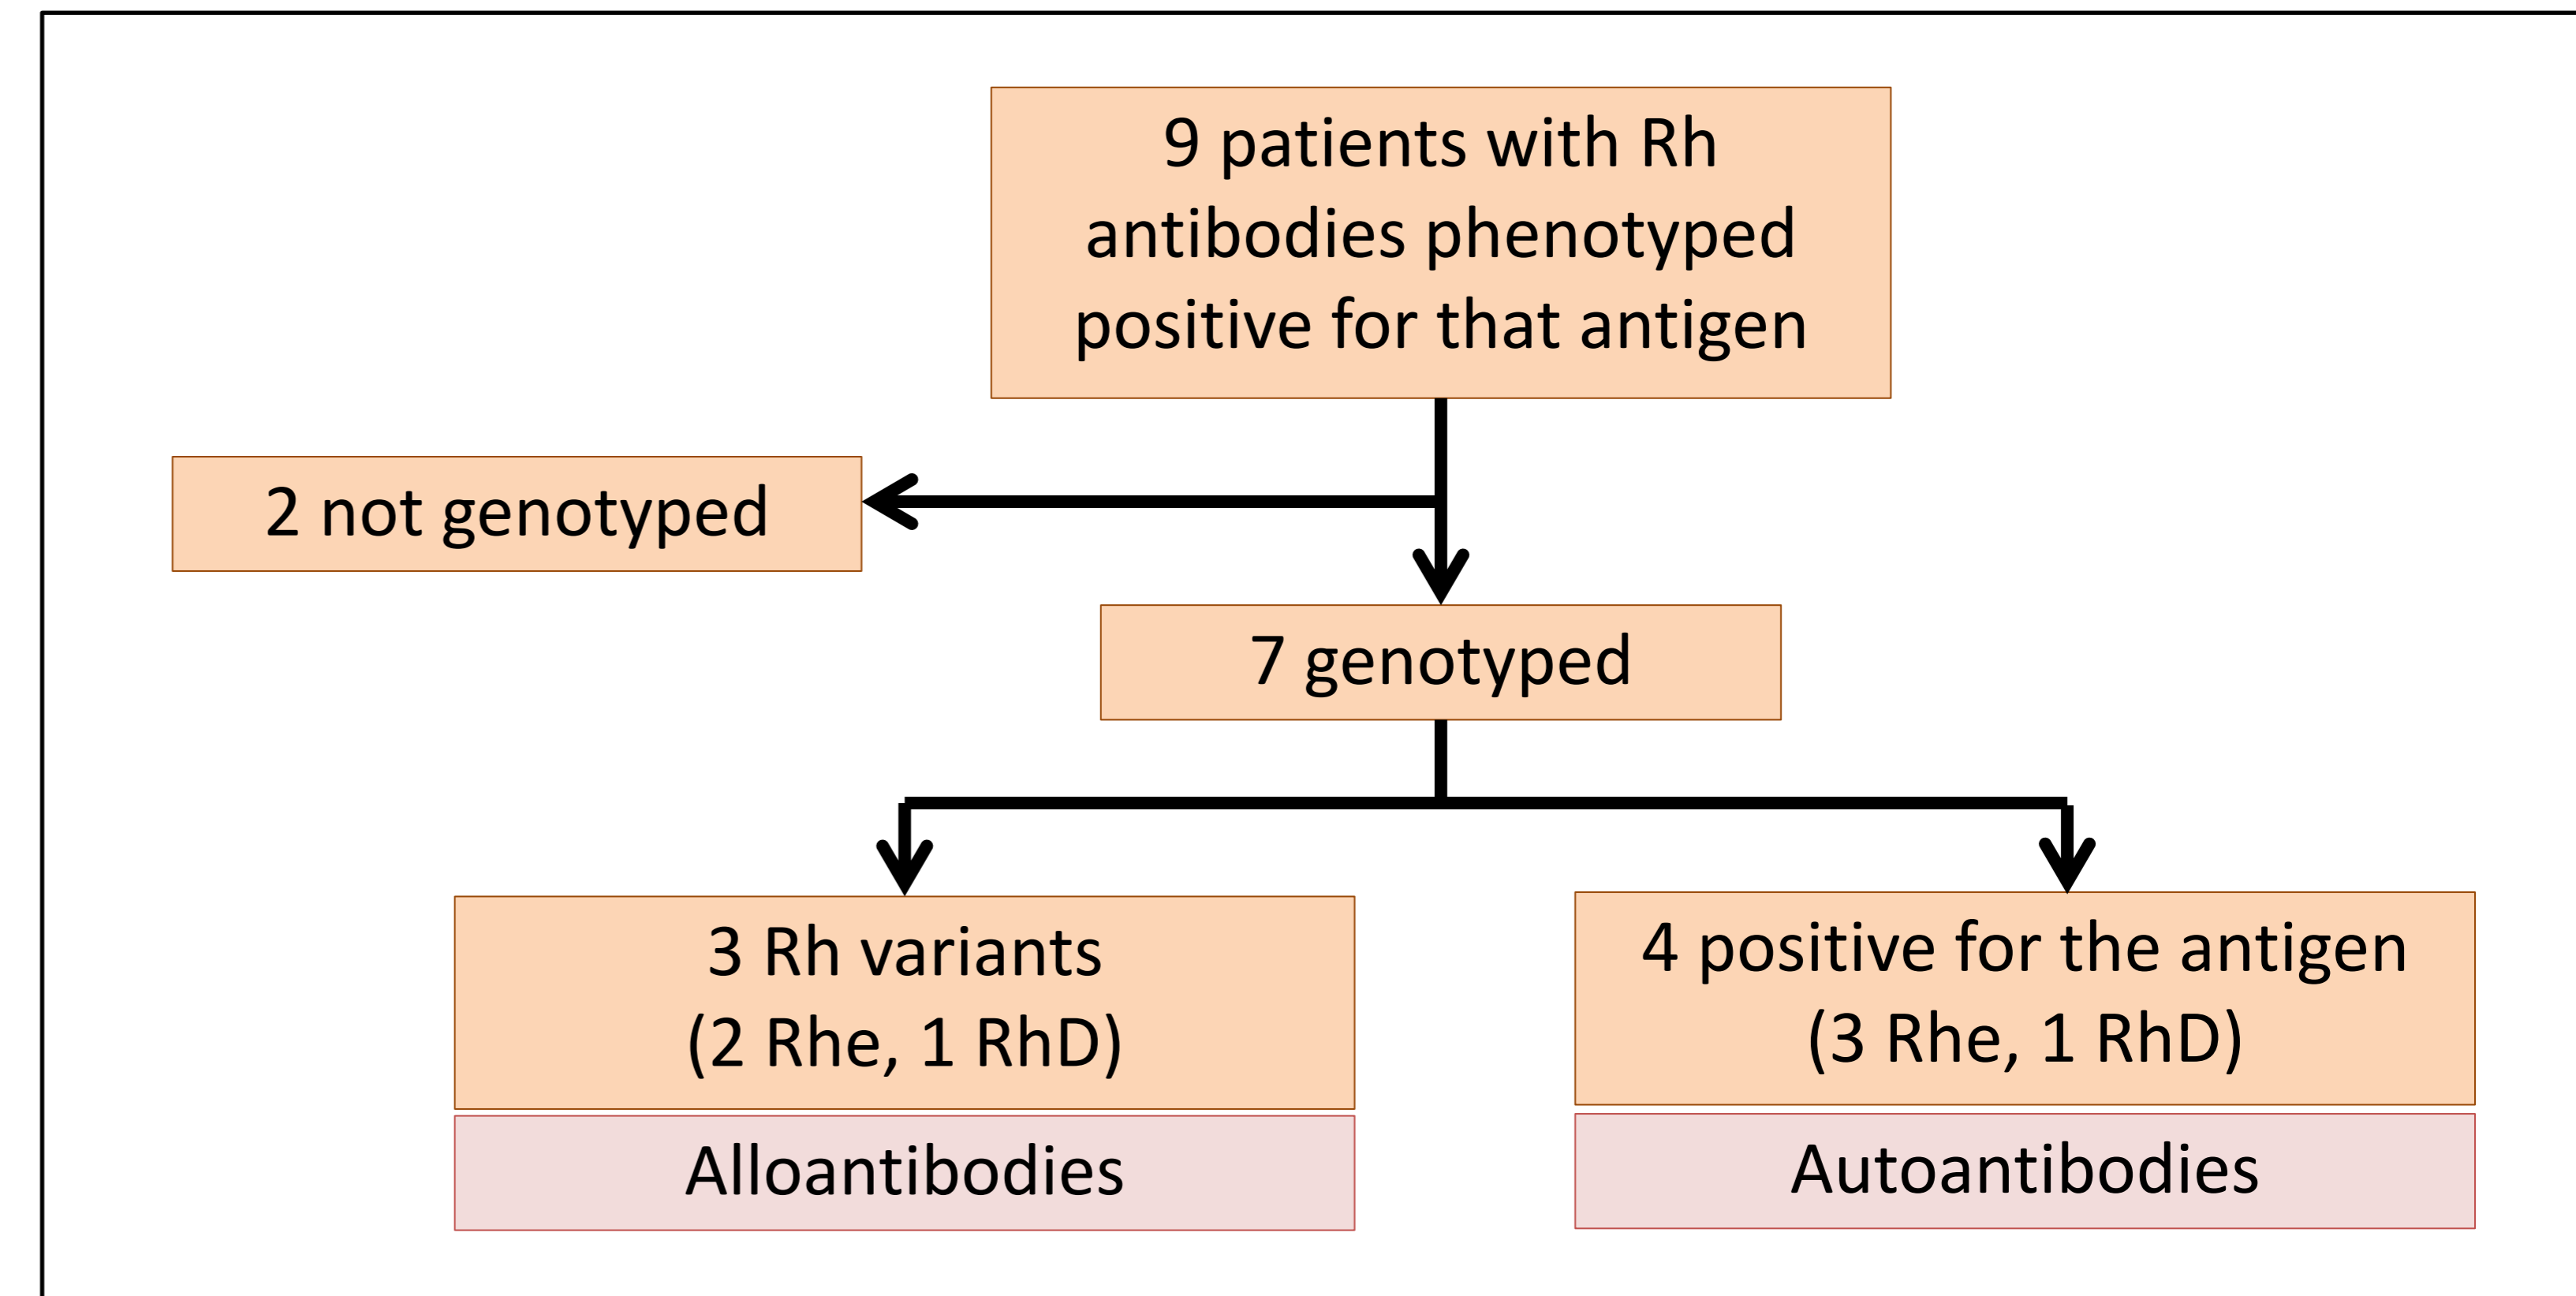 9 patients with Rh
antibodies phenotyped
positive for that antigen
2 not genotyped
7 genotyped
3 Rh variants
(2 Rhe, 1 RhD)
Alloantibodies
4 positive for the antigen
(3 Rhe, 1 RhD)
Autoantibodies